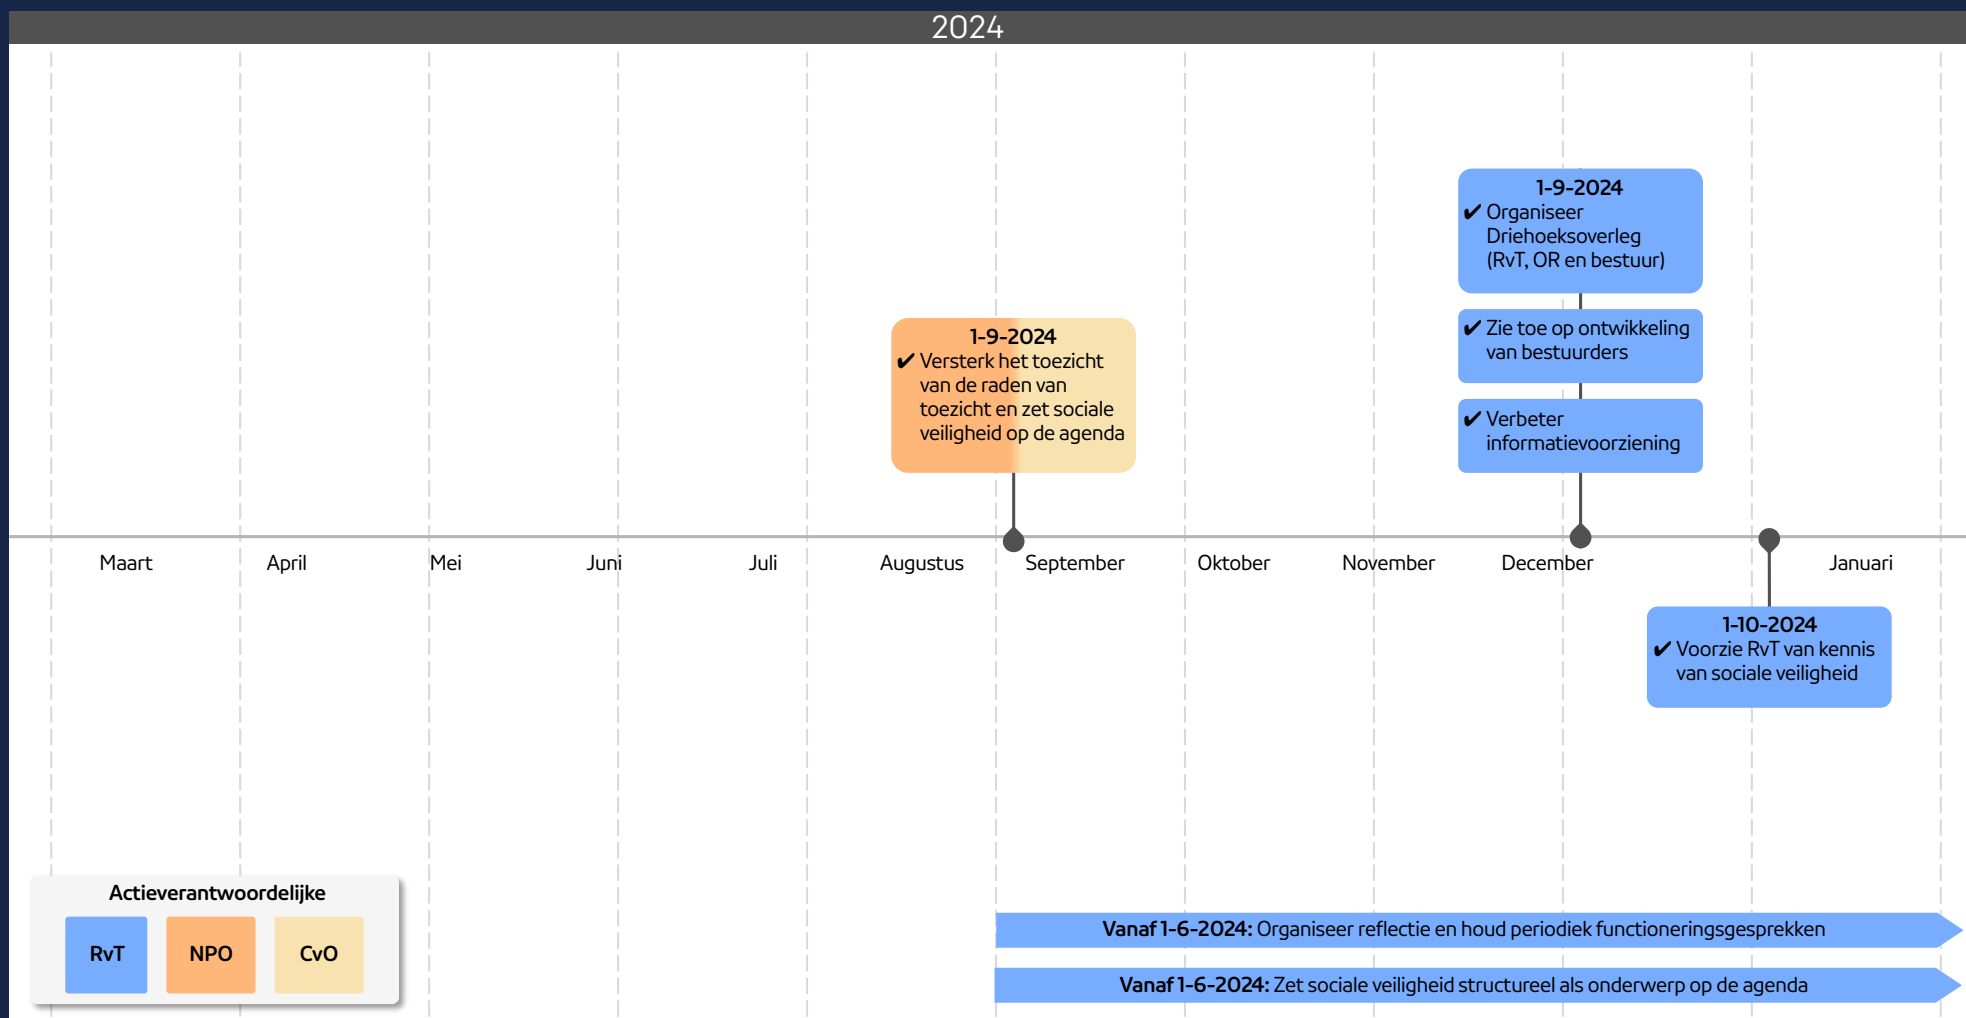 2024
1-9-2024
✔ Organiseer
Driehoeksoverleg
(RvT, OR en bestuur)
✔ Zie toe op ontwikkeling
van bestuurders
✔ Verbeter
informatievoorziening
1-9-2024
✔ Versterk het toezicht
van de raden van
toezicht en zet sociale
veiligheid op de agenda
Maart April Mei Juni Juli Augustus September Oktober November December Januari
1-10-2024
✔ Voorzie RvT van kennis
van sociale veiligheid
Actieverantwoordelijke
RvT NPO CvO
Vanaf 1-6-2024: Organiseer reflectie en houd periodiek functioneringsgesprekken
Vanaf 1-6-2024: Zet sociale veiligheid structureel als onderwerp op de agenda